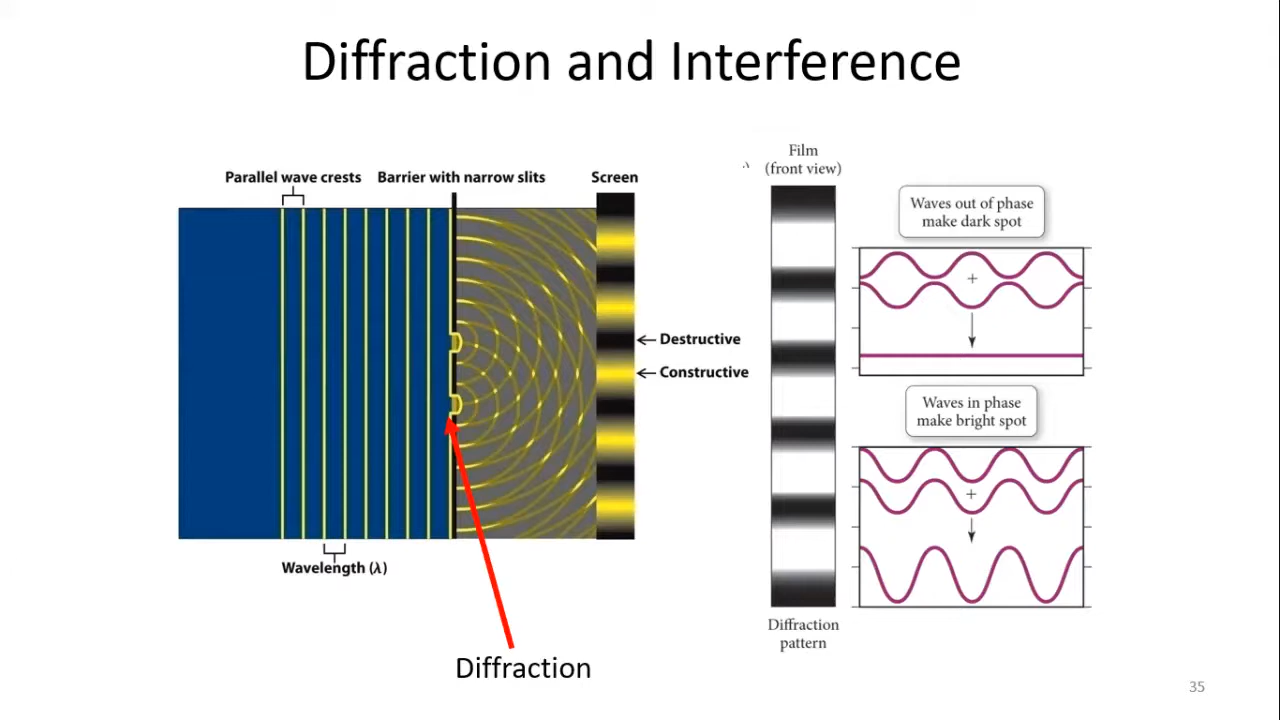 Diffraction and Interference
Parallel wave crests
Barrier with narrow slits
Screen
Destructive
Constructive
Wavelength (λ)
Diffraction
λ
Film
(front view)
Diffraction
pattern
Waves out of phase
make dark spot
+
Waves in phase
make bright spot
+
35